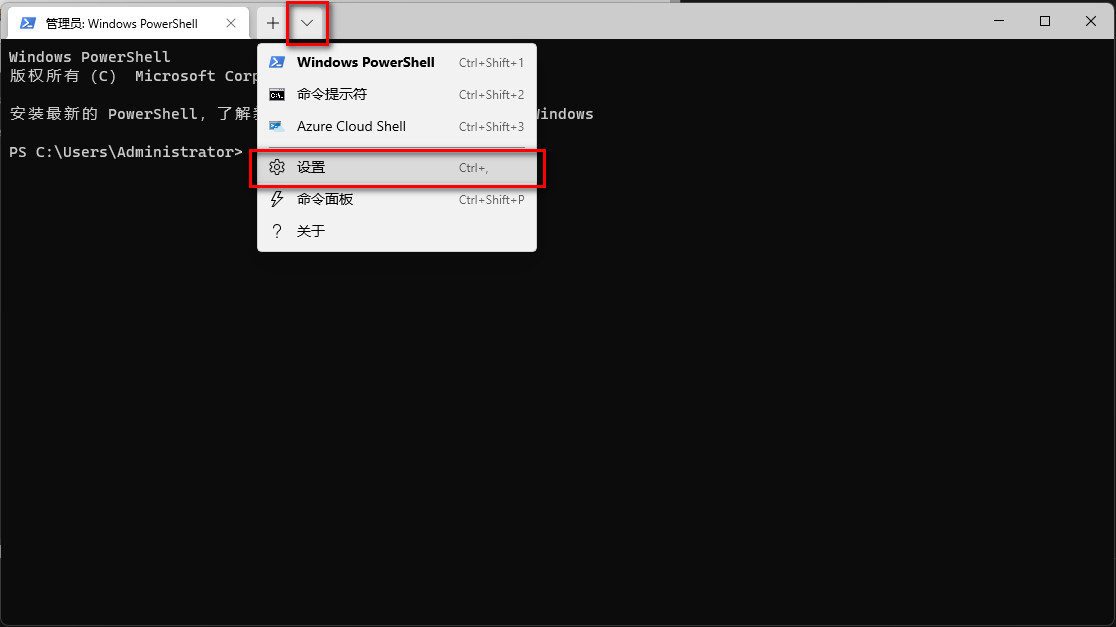 管理员: Windows PowerShell
Windows PowerShell
版权所有 (C) Microsoft
安装最新的 PowerShell，了解
Windows
PS C:\Users\Administrator>
Windows PowerShell Ctrl+Shift+1
命令提示符 Ctrl+Shift+2
Azure Cloud Shell Ctrl+Shift+3
设置 Ctrl+,
命令面板 Ctrl+Shift+P
? 关于